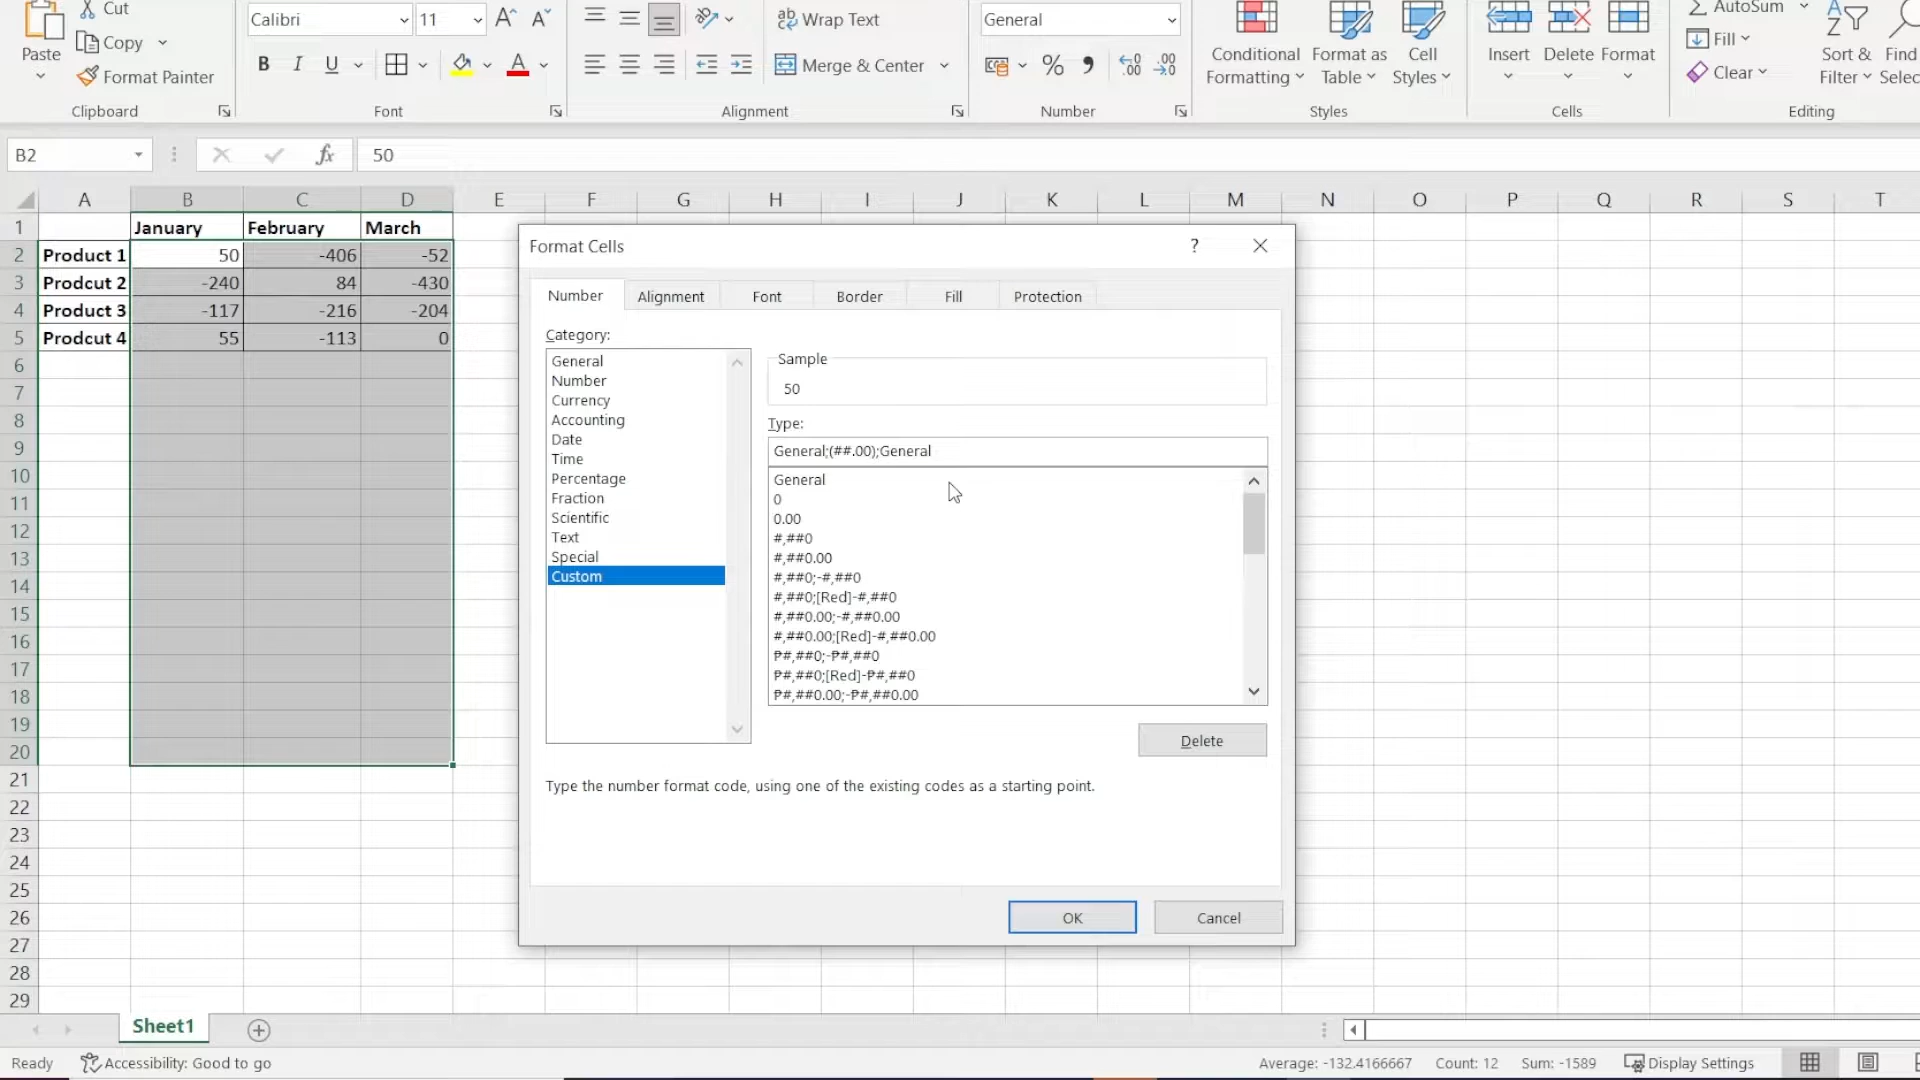 Cut
Calibri 11 A^ Aˇ ab Wrap Text General AutoSum
Paste Copy Conditional Format as Cell Insert Delete Format Fill Sort & Find
Format Painter B I U A Merge & Center % Formatting Table Styles Clear Filter Selec
Clipboard Font Alignment Number Styles Cells Editing
B2 fx 50
A B C D E F G H I J K L M N O P Q R S T
1 January February March
2 Product 1 50 -406 -52
3 Prodcut 2 -240 84 -430
4 Product 3 -117 -216 -204
5 Prodcut 4 55 -113 0
6
7
8
9
10
11
12
13
14
15
16
17
18
19
20
21
22
23
24
25
26
27
28
29
Format Cells ?
Number Alignment Font Border Fill Protection
Category:
General
Number
Currency
Accounting
Date
Time
Percentage
Fraction
Scientific
Text
Special
Custom
Sample
50
Type:
General;(##.00);General
General
0
0.00
#,##0
#,##0.00
#,##0;-#,##0
#,##0;[Red]-#,##0
#,##0.00;-#,##0.00
#,##0.00;[Red]-#,##0.00
₱#,##0;-₱#,##0
₱#,##0;[Red]-₱#,##0
₱#,##0.00;-₱#,##0.00
Delete
Type the number format code, using one of the existing codes as a starting point.
OK Cancel
Sheet1
Ready Accessibility: Good to go Average: -132.4166667 Count: 12 Sum: -1589 Display Settings